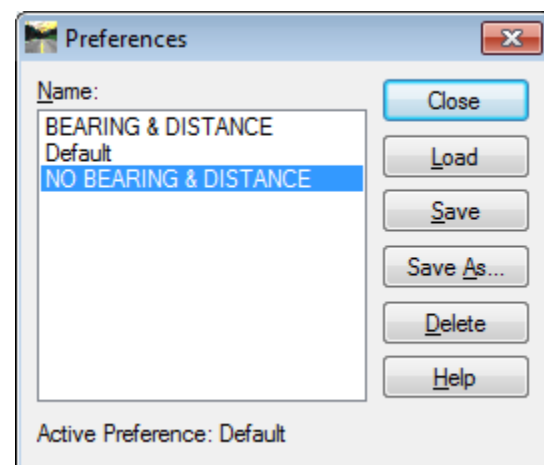 Preferences
Name:
BEARING & DISTANCE
Default
NO BEARING & DISTANCE
Close
Load
Save
Save As...
Delete
Help
Active Preference: Default